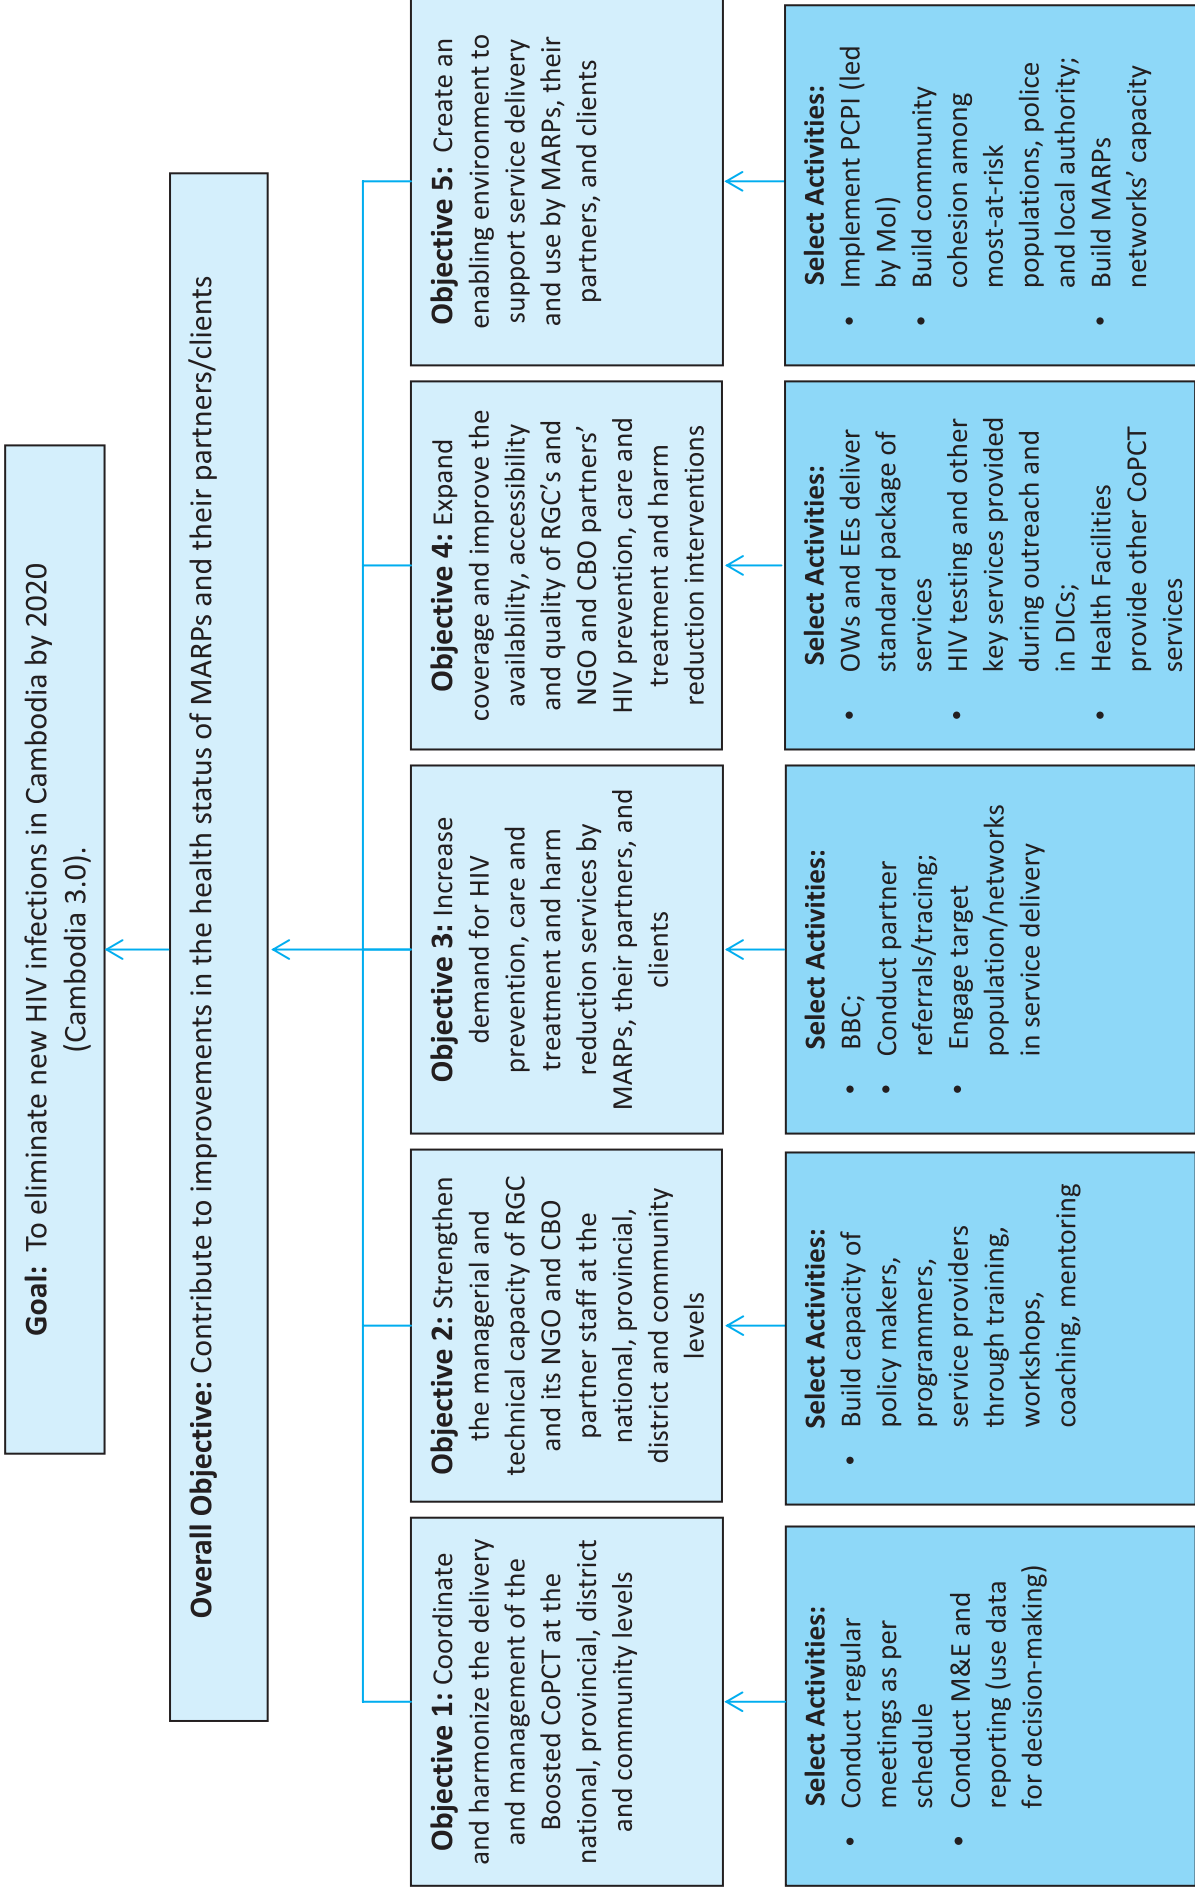 Goal: To eliminate new HIV infections in Cambodia by 2020
(Cambodia 3.0).
Overall Objective: Contribute to improvements in the health status of MARPs and their partners/clients
Objective 1: Coordinate
and harmonize the delivery
and management of the
Boosted CoPCT at the
national, provincial, district
and community levels
Objective 2: Strengthen
the managerial and
technical capacity of RGC
and its NGO and CBO
partner staff at the
national, provincial,
district and community
levels
Objective 3: Increase
demand for HIV
prevention, care and
treatment and harm
reduction services by
MARPs, their partners, and
clients
Objective 4: Expand
coverage and improve the
availability, accessibility
and quality of RGC's and
NGO and CBO partners'
HIV prevention, care and
treatment and harm
reduction interventions
Objective 5: Create an
enabling environment to
support service delivery
and use by MARPs, their
partners, and clients
Select Activities:
• Conduct regular
meetings as per
schedule
• Conduct M&E and
reporting (use data
for decision-making)
Select Activities:
• Build capacity of
policy makers,
programmers,
service providers
through training,
workshops,
coaching, mentoring
Select Activities:
• BBC;
• Conduct partner
referrals/tracing;
• Engage target
population/networks
in service delivery
Select Activities:
• OWs and EEs deliver
standard package of
services
• HIV testing and other
key services provided
during outreach and
in DICs;
• Health Facilities
provide other CoPCT
services
Select Activities:
• Implement PCPI (led
by MoI)
• Build community
cohesion among
most-at-risk
populations, police
and local authority;
• Build MARPs
networks' capacity